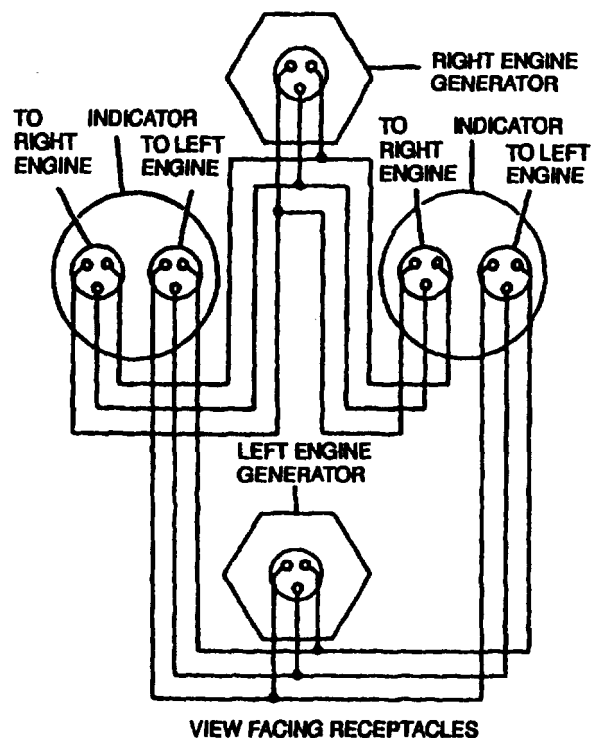 RIGHT ENGINE
GENERATOR
TO
RIGHT
ENGINE
INDICATOR
TO LEFT
ENGINE
TO
RIGHT
ENGINE
INDICATOR
TO LEFT
ENGINE
LEFT ENGINE
GENERATOR
VIEW FACING RECEPTACLES